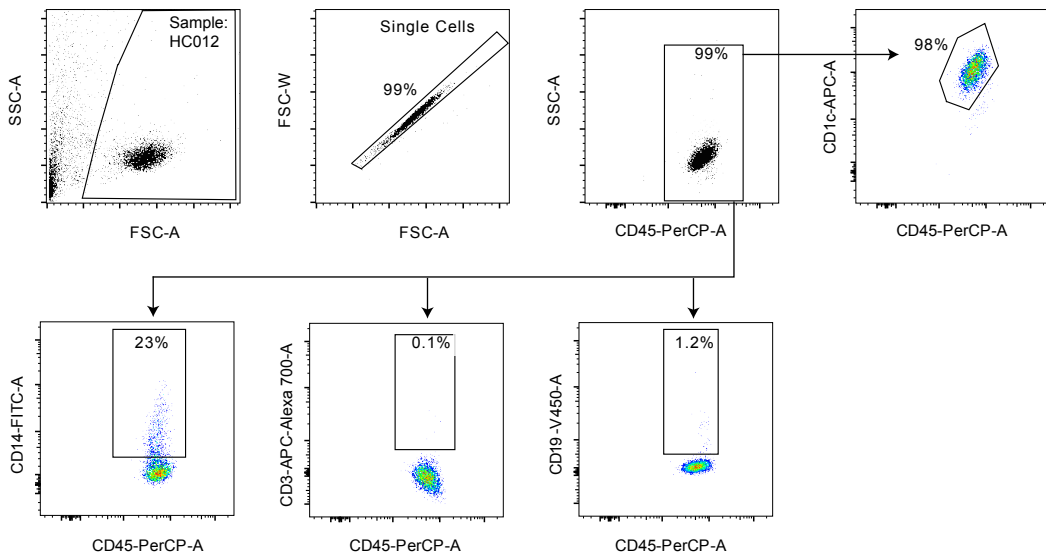 Sample:
HC012
SSC-A
FSC-A
Single Cells
99%
FSC-W
FSC-A
99%
SSC-A
CD45-PerCP-A
98%
CD1c-APC-A
CD45-PerCP-A
23%
CD14-FITC-A
CD45-PerCP-A
0.1%
CD3-APC-Alexa 700-A
CD45-PerCP-A
1.2%
CD19 -V450-A
CD45-PerCP-A